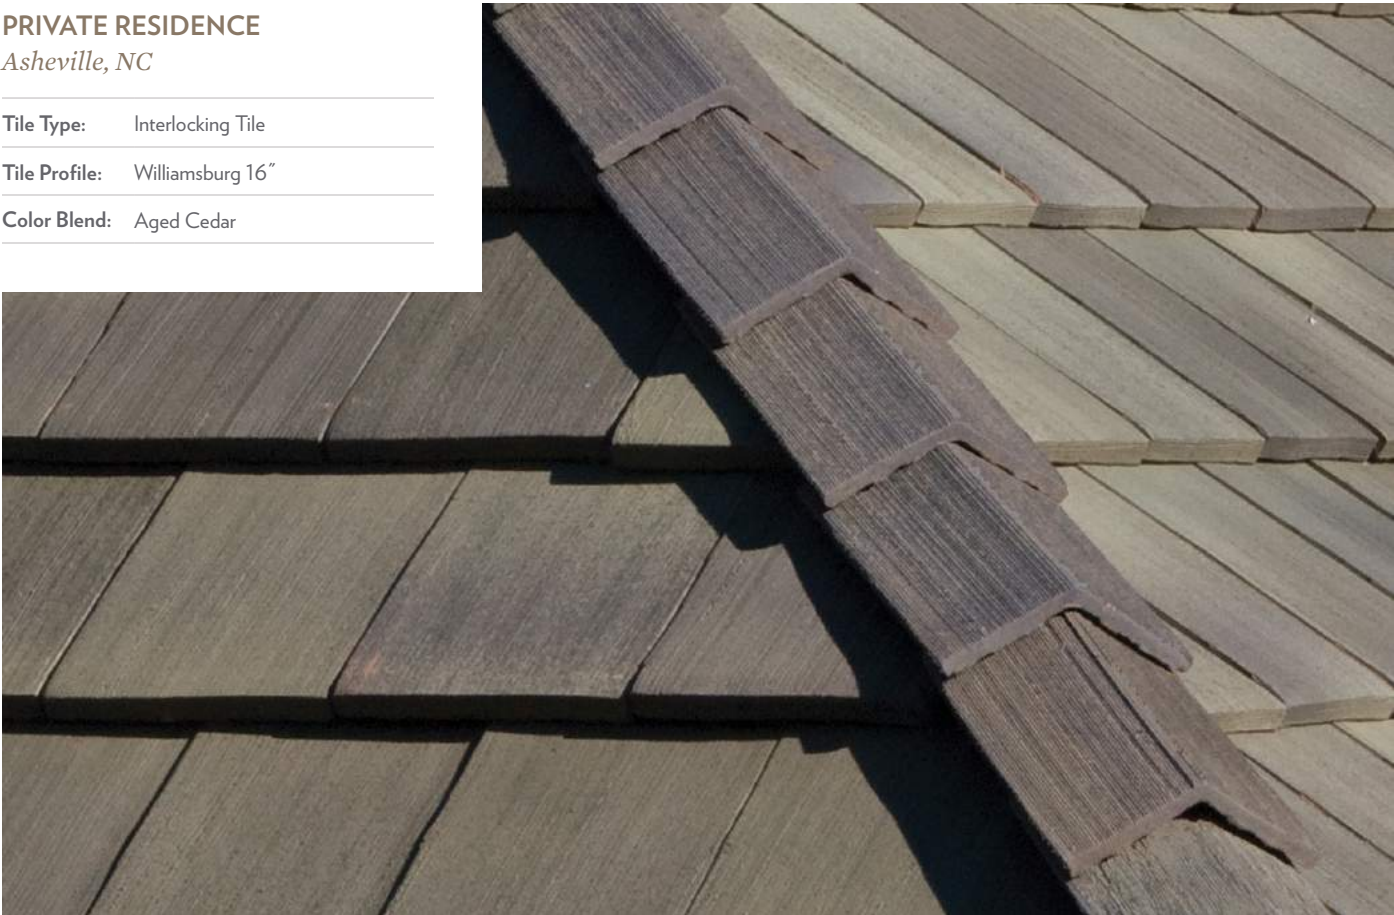 PRIVATE RESIDENCE
Asheville, NC
Tile Type: Interlocking Tile
Tile Profile: Williamsburg 16″
Color Blend: Aged Cedar